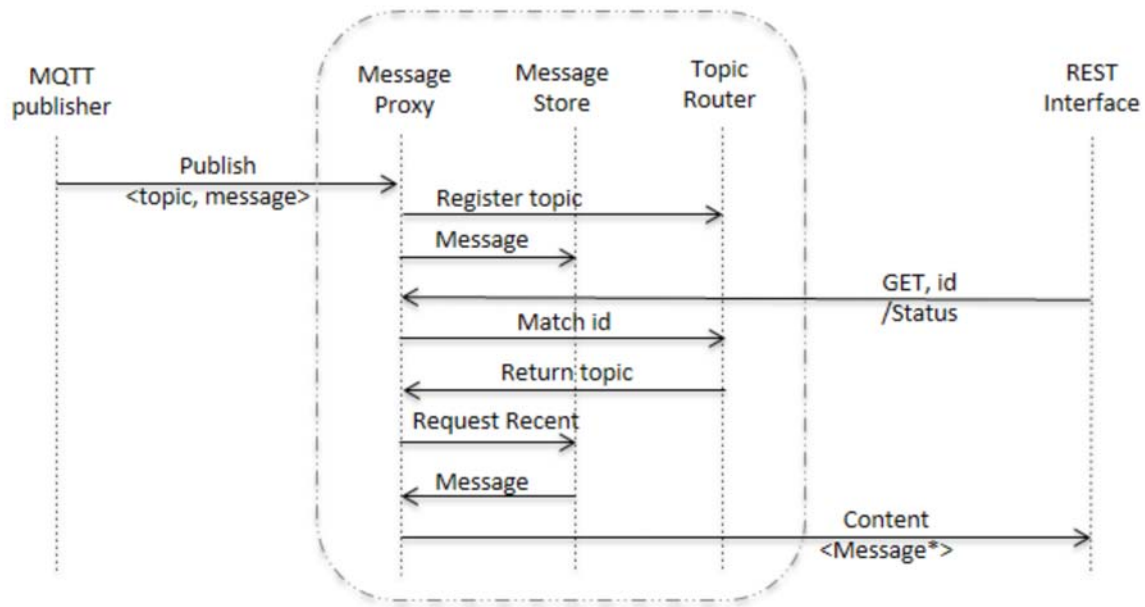 MQTT
publisher
Message
Proxy
Message
Store
Topic
Router
REST
Interface
Publish
<topic, message>
Register topic
Message
GET, id
/Status
Match id
Return topic
Request Recent
Message
Content
<Message*>